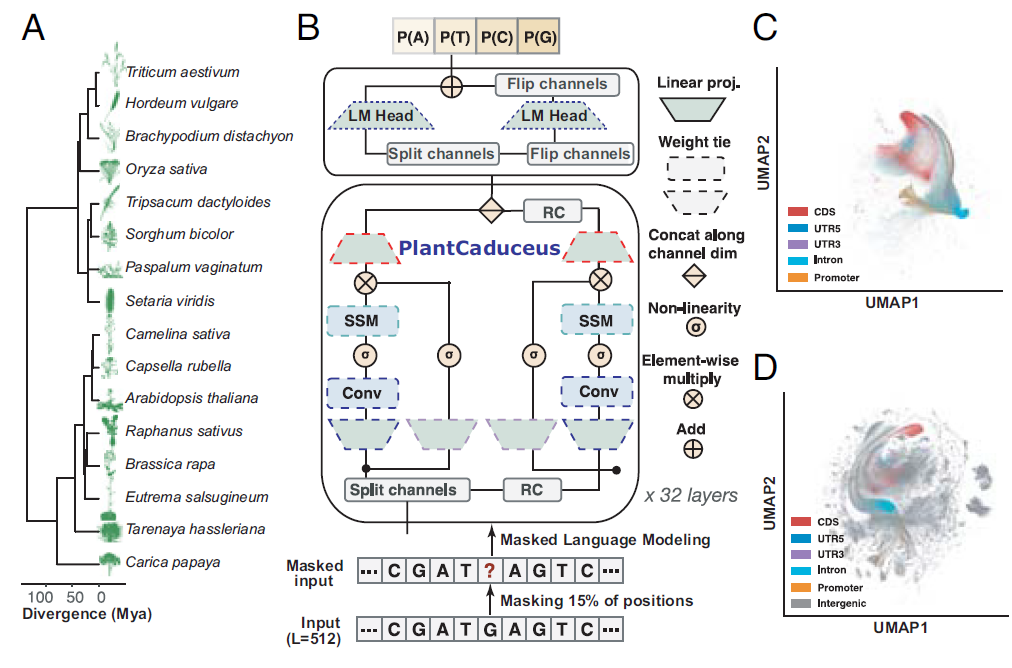 A
Triticum aestivum
Hordeum vulgare
Brachypodium distachyon
Oryza sativa
Tripsacum dactyloides
Sorghum bicolor
Paspalum vaginatum
Setaria viridis
Camelina sativa
Capsella rubella
Arabidopsis thaliana
Raphanus sativus
Brassica rapa
Eutrema salsugineum
Tarenaya hassleriana
Carica papaya
100 50 0
Divergence (Mya)
B
P(A) P(T) P(C) P(G)
Flip channels
LM Head LM Head
Split channels Flip channels
RC
PlantCaduceus
SSM SSM
σ σ σ σ
Conv Conv
Split channels RC
x 32 layers
Masked Language Modeling
Masked
input
... C G A T ? A G T C ...
Masking 15% of positions
Input
(L=512)
... C G A T G A G T C ...
Linear proj.
Weight tie
Concat along
channel dim
Non-linearity
σ
Element-wise
multiply
Add
C
UMAP2
CDS
UTR5
UTR3
Intron
Promoter
UMAP1
D
UMAP2
CDS
UTR5
UTR3
Intron
Promoter
Intergenic
UMAP1